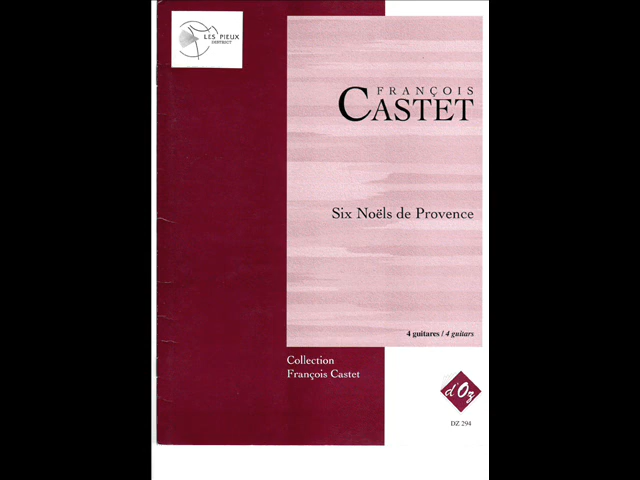 LES PIEUX
DISTRICT
FRANÇOIS
CASTET
Six Noëls de Provence
4 guitares / 4 guitars
Collection
François Castet
d'Oz
DZ 294